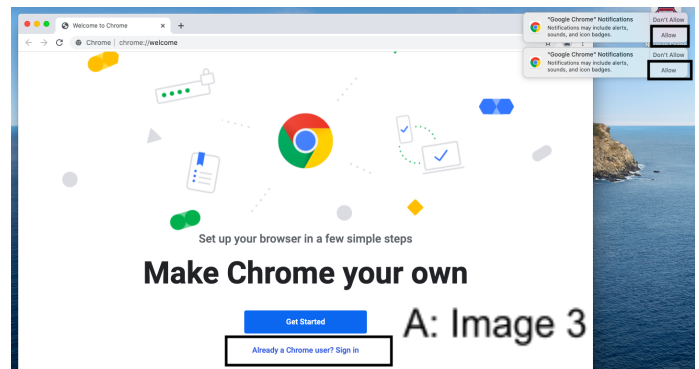 Welcome to Chrome
Chrome | chrome://welcome
"Google Chrome" Notifications
Notifications may include alerts,
sounds, and icon badges.
Don't Allow
Allow
"Google Chrome" Notifications
Notifications may include alerts,
sounds, and icon badges.
Don't Allow
Allow
Set up your browser in a few simple steps
Make Chrome your own
Get Started
A: Image 3
Already a Chrome user? Sign in